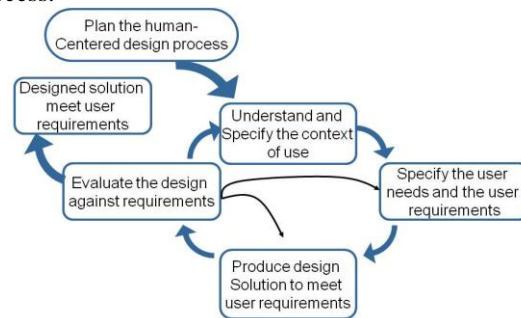 Plan the human-
Centered design process
Designed solution
meet user
requirements
Understand and
Specify the context
of use
Evaluate the design
against requirements
Specify the user
needs and the user
requirements
Produce design
Solution to meet
user requirements